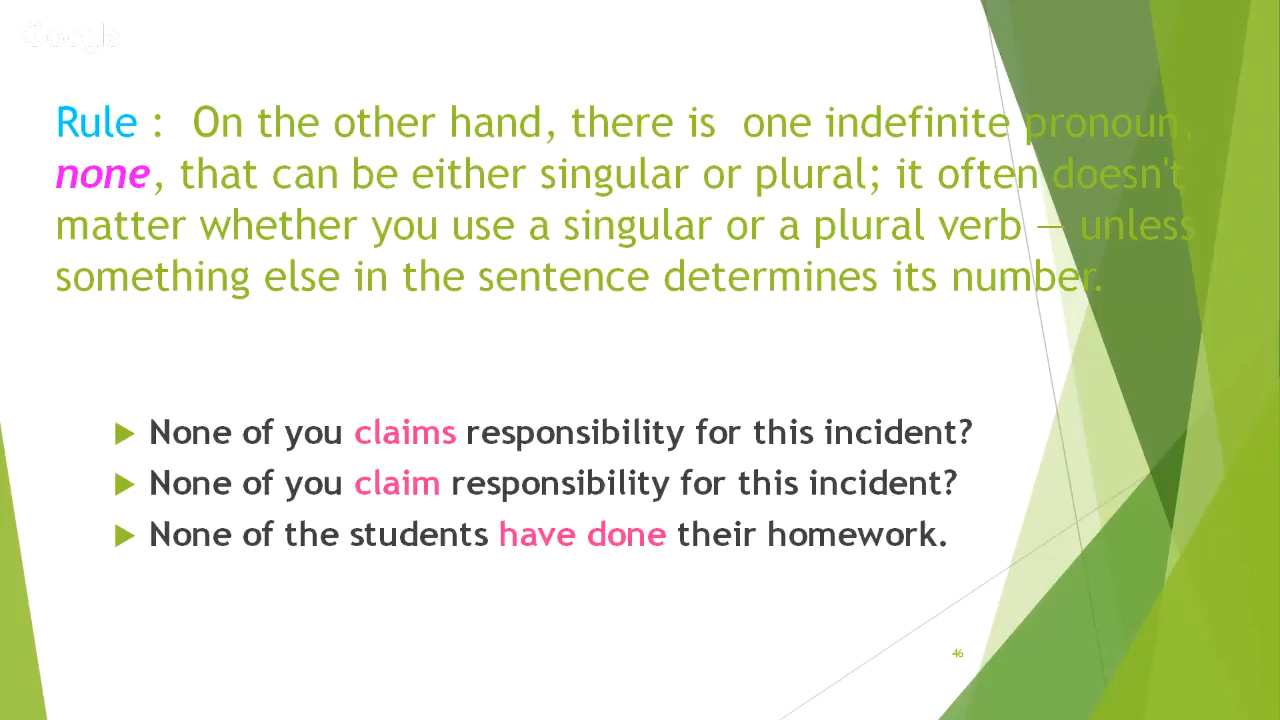 Google
Rule :  On the other hand, there is  one indefinite pronoun,
none, that can be either singular or plural; it often doesn't
matter whether you use a singular or a plural verb — unless
something else in the sentence determines its number.
None of you claims responsibility for this incident?
None of you claim responsibility for this incident?
None of the students have done their homework.
46